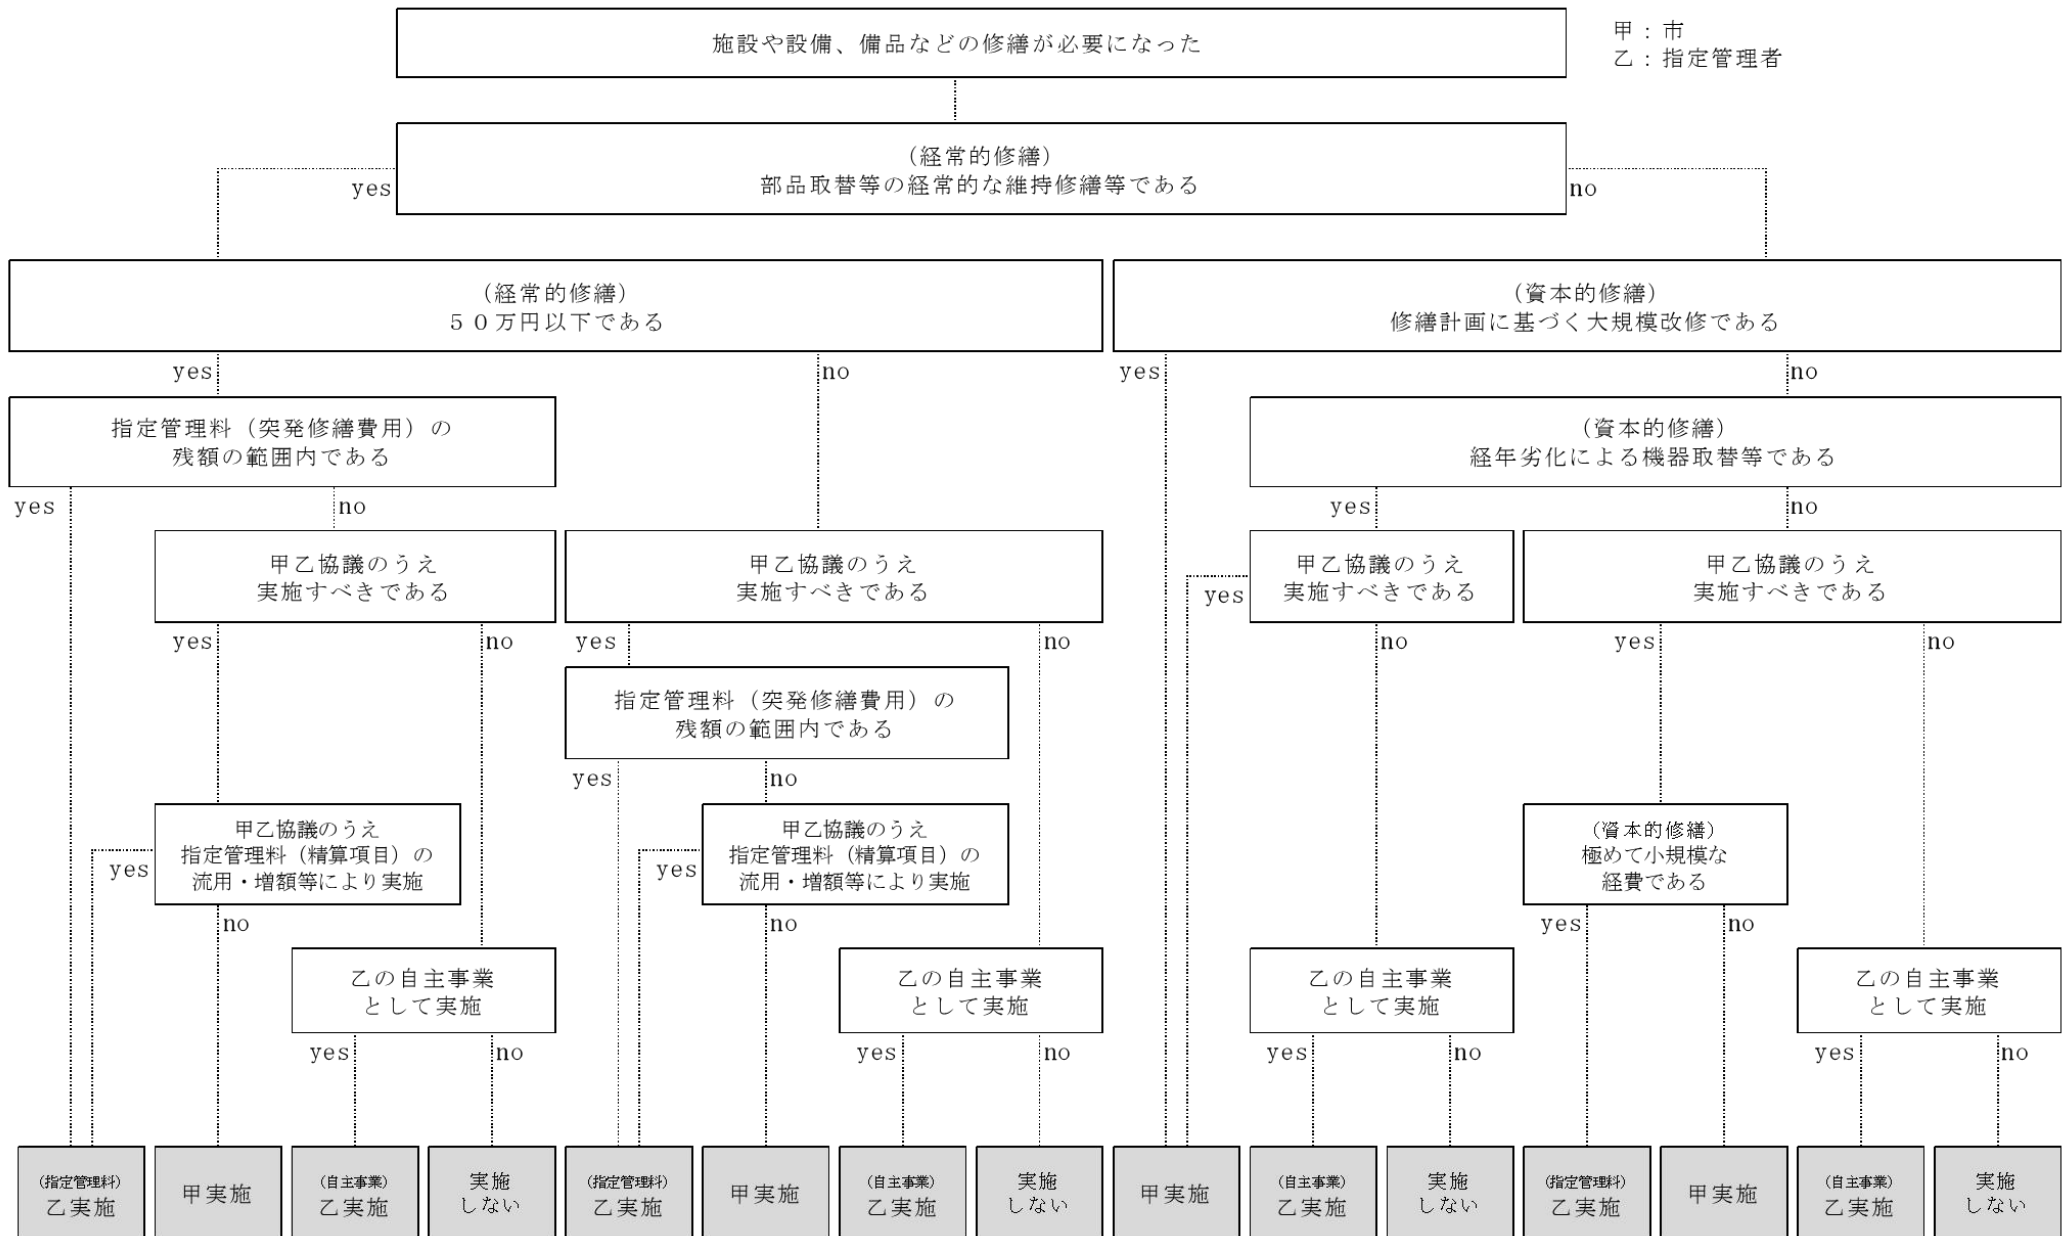 施設や設備、備品などの修繕が必要になった
甲：市
乙：指定管理者
（経常的修繕）
部品取替等の経常的な維持修繕等である
yes
no
（経常的修繕）
５０万円以下である
（資本的修繕）
修繕計画に基づく大規模改修である
yes
no
yes
no
指定管理料（突発修繕費用）の
残額の範囲内である
（資本的修繕）
経年劣化による機器取替等である
yes
no
yes
no
甲乙協議のうえ
実施すべきである
甲乙協議のうえ
実施すべきである
yes
甲乙協議のうえ
実施すべきである
甲乙協議のうえ
実施すべきである
yes
no
yes
no
no
yes
no
指定管理料（突発修繕費用）の
残額の範囲内である
yes
no
yes
甲乙協議のうえ
指定管理料（精算項目）の
流用・増額等により実施
yes
甲乙協議のうえ
指定管理料（精算項目）の
流用・増額等により実施
（資本的修繕）
極めて小規模な
経費である
no
no
yes
no
乙の自主事業
として実施
乙の自主事業
として実施
乙の自主事業
として実施
乙の自主事業
として実施
yes
no
yes
no
yes
no
yes
no
（指定管理料）
乙実施
甲実施
（自主事業）
乙実施
実施
しない
（指定管理料）
乙実施
甲実施
（自主事業）
乙実施
実施
しない
甲実施
（自主事業）
乙実施
実施
しない
（指定管理料）
乙実施
甲実施
（自主事業）
乙実施
実施
しない